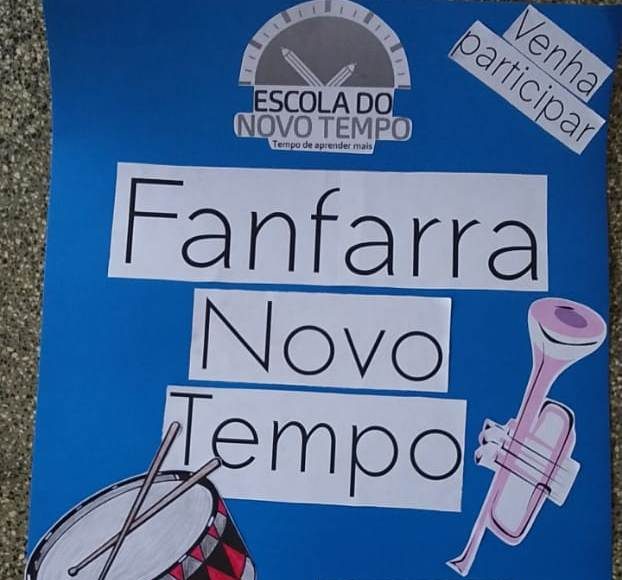 ESCOLA DO
NOVO TEMPO
Tempo de aprender mais
Venha
participar
Fanfarra
Novo
Tempo